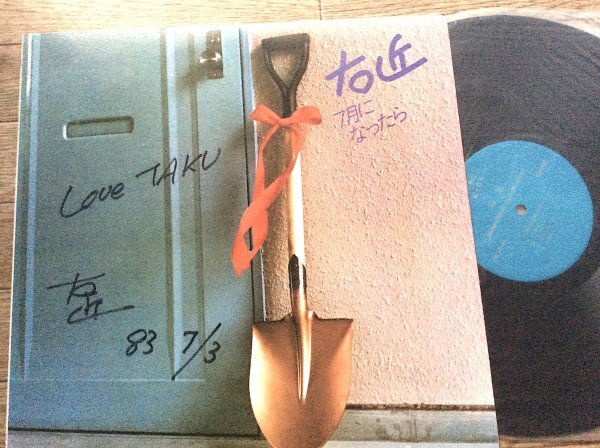 右近
7月に
なったら
Love TAKU
右近
83 7/3